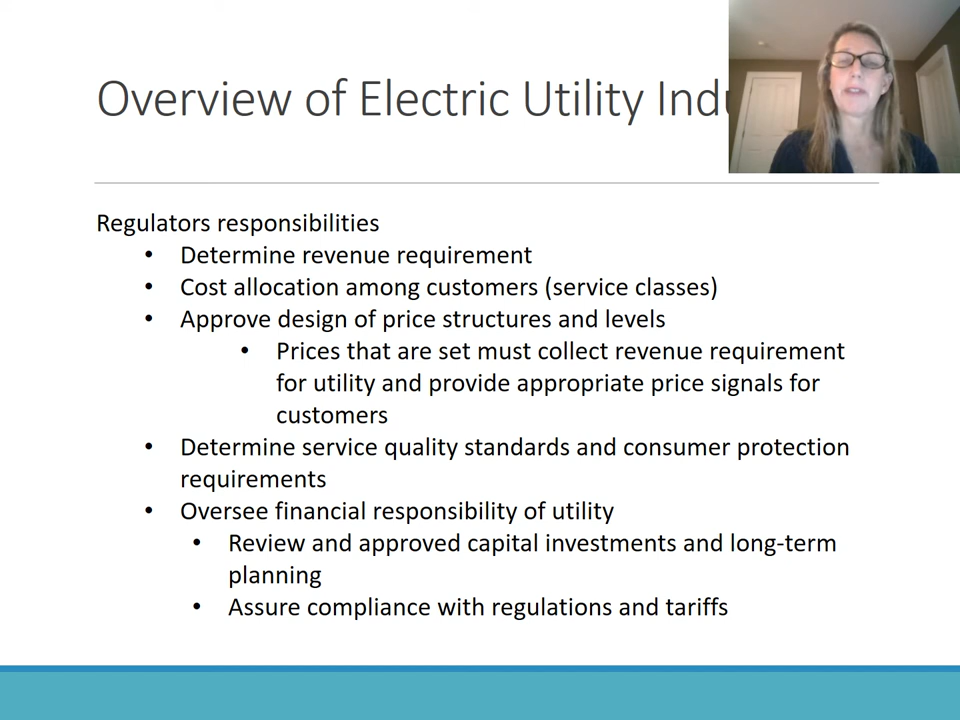 Overview of Electric Utility
Regulators responsibilities
• Determine revenue requirement
• Cost allocation among customers (service classes)
• Approve design of price structures and levels
• Prices that are set must collect revenue requirement
for utility and provide appropriate price signals for
customers
• Determine service quality standards and consumer protection
requirements
• Oversee financial responsibility of utility
• Review and approved capital investments and long-term
planning
• Assure compliance with regulations and tariffs